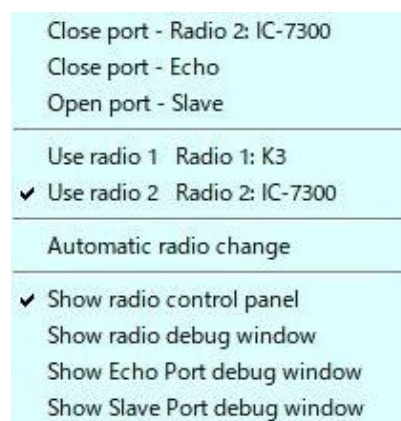 Close port - Radio 2: IC-7300
Close port - Echo
Open port - Slave
Use radio 1 Radio 1: K3
Use radio 2 Radio 2: IC-7300
Automatic radio change
Show radio control panel
Show radio debug window
Show Echo Port debug window
Show Slave Port debug window